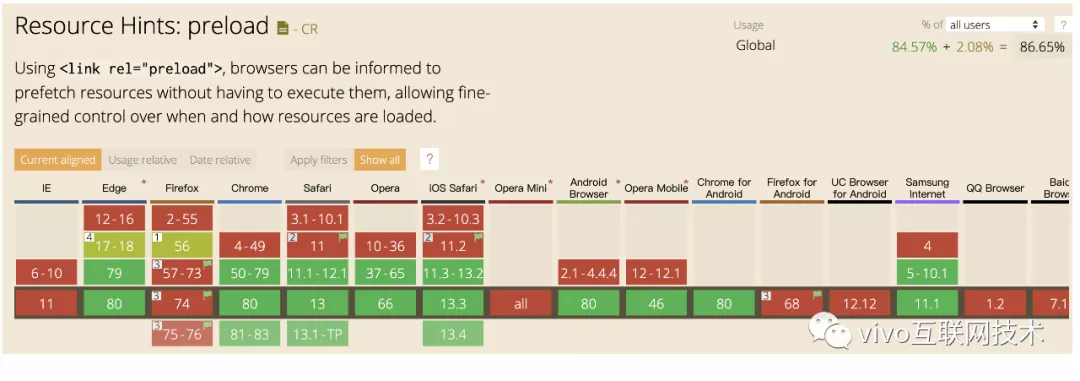 Resource Hints: preload - CR
Usage
% of all users ?
Global
84.57% + 2.08% = 86.65%
Using <link rel="preload">, browsers can be informed to
prefetch resources without having to execute them, allowing fine-
grained control over when and how resources are loaded.
Current aligned Usage relative Date relative Apply filters Show all ?
IE Edge * Firefox Chrome Safari Opera iOS Safari * Opera Mini * Android Browser * Opera Mobile * Chrome for Android Firefox for Android UC Browser for Android Samsung Internet QQ Browser Baid Brows
12-16 2-55 3.1-10.1 3.2-10.3
4 17-18 1 56 4-49 2 11 10-36 2 11.2 4
6-10 79 3 57-73 50-79 11.1-12.1 37-65 11.3-13.2 2.1-4.4.4 12-12.1 5-10.1
11 80 3 74 80 13 66 13.3 all 80 46 80 3 68 12.12 11.1 1.2 7.1
3 75-76 81-83 13.1-TP 13.4
vivo互联网技术